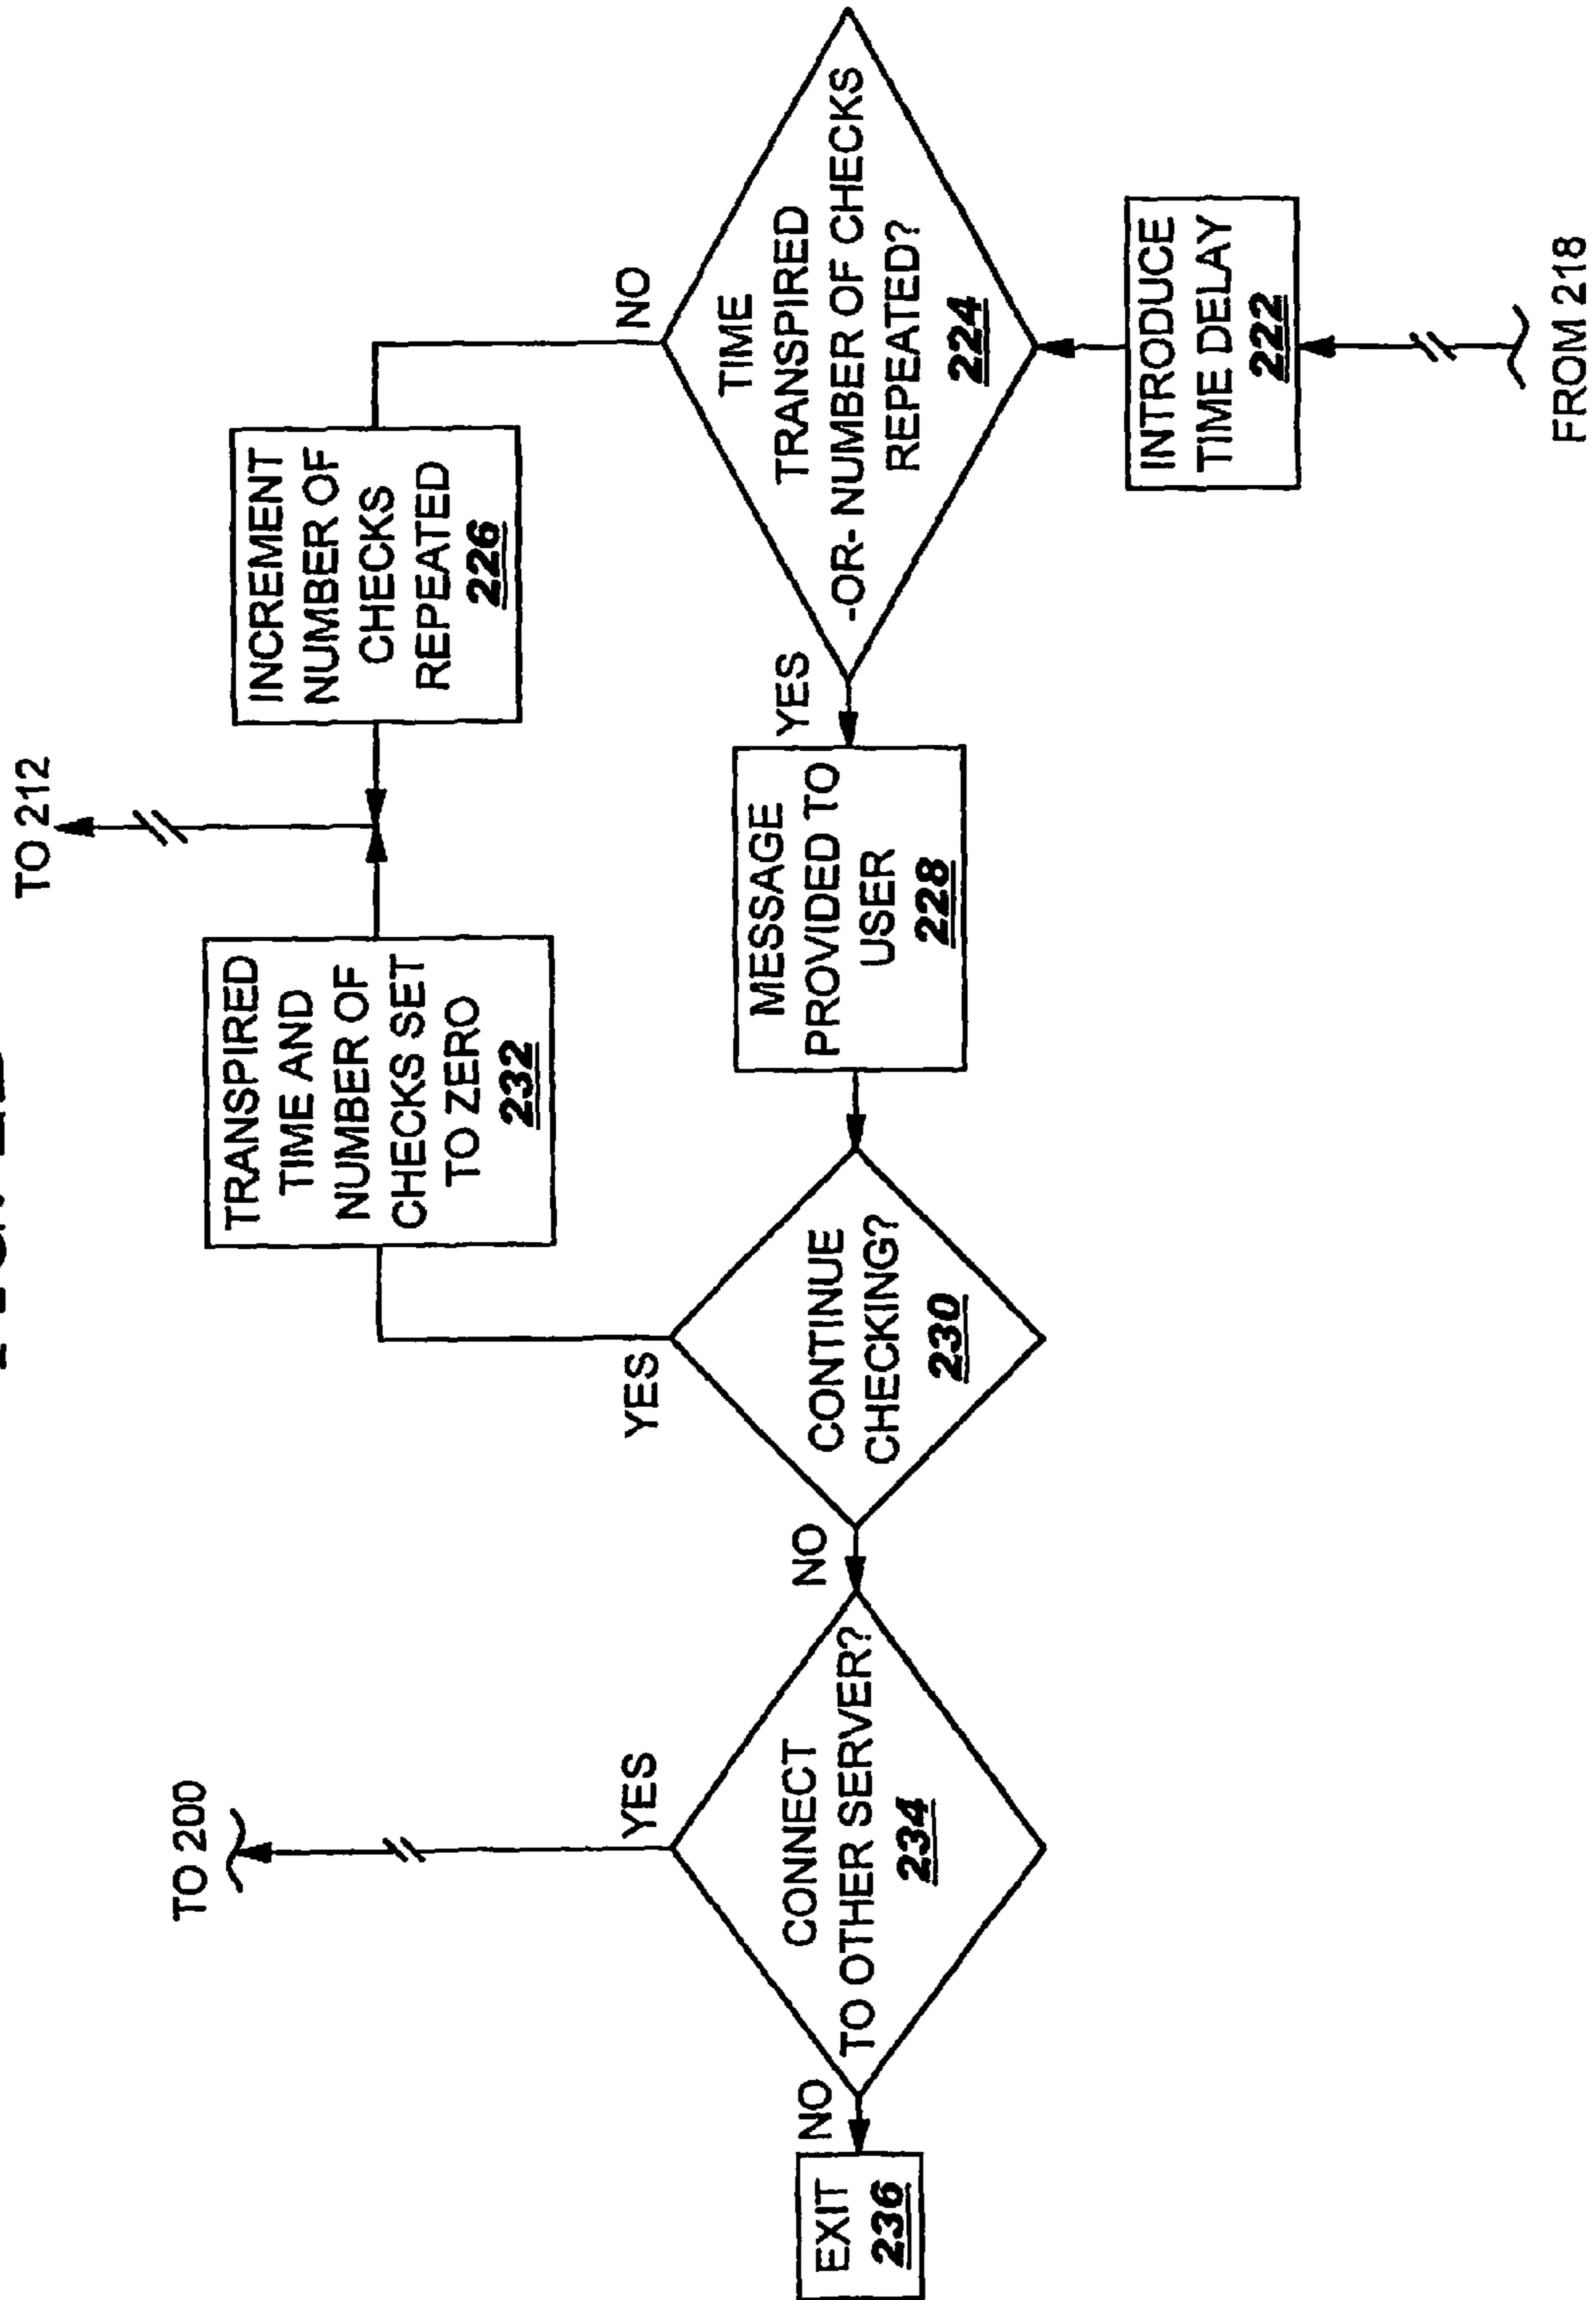 TO 200
TO 212
TRANSPIRED
TIME AND
NUMBER OF
CHECKS SET
TO ZERO
232
INCREMENT
NUMBER OF
CHECKS
REPEATED
226
YES
YES
NO
EXIT
236
NO
CONNECT
TO OTHER SERVER?
234
NO
CONTINUE
CHECKING?
230
MESSAGE
PROVIDED TO
USER
228
YES
TIME
TRANSPIRED
-OR- NUMBER OF CHECKS
REPEATED?
224
INTRODUCE
TIME DELAY
222
FROM 218